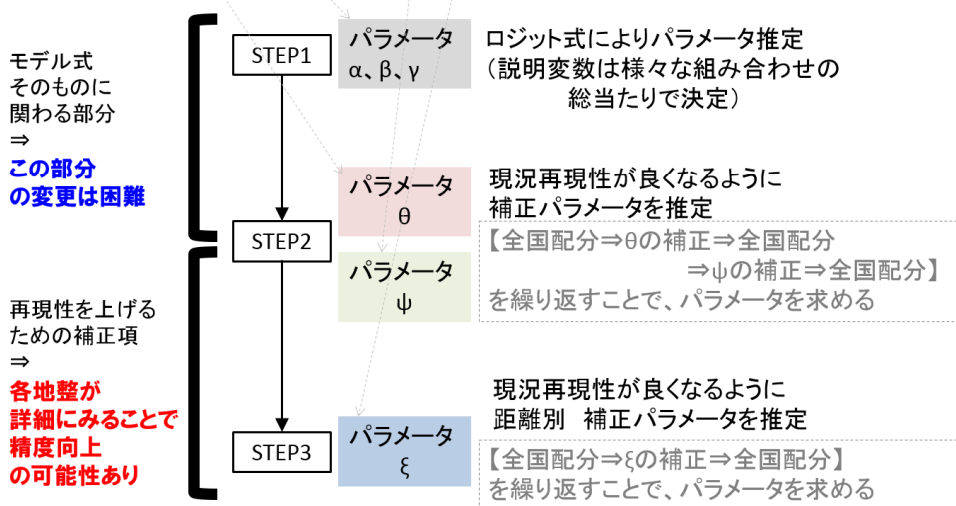 モデル式
そのものに
関わる部分
⇒
この部分
の変更は困難
再現性を上げる
ための補正項
⇒
各地整が
詳細にみることで
精度向上
の可能性あり
STEP1
パラメータ
α、β、γ
ロジット式によりパラメータ推定
（説明変数は様々な組み合わせの
総当たりで決定）
STEP2
パラメータ
θ
パラメータ
ψ
現況再現性が良くなるように
補正パラメータを推定
【全国配分⇒θの補正⇒全国配分
⇒ψの補正⇒全国配分】
を繰り返すことで、パラメータを求める
STEP3
パラメータ
ξ
現況再現性が良くなるように
距離別　補正パラメータを推定
【全国配分⇒ξの補正⇒全国配分】
を繰り返すことで、パラメータを求める